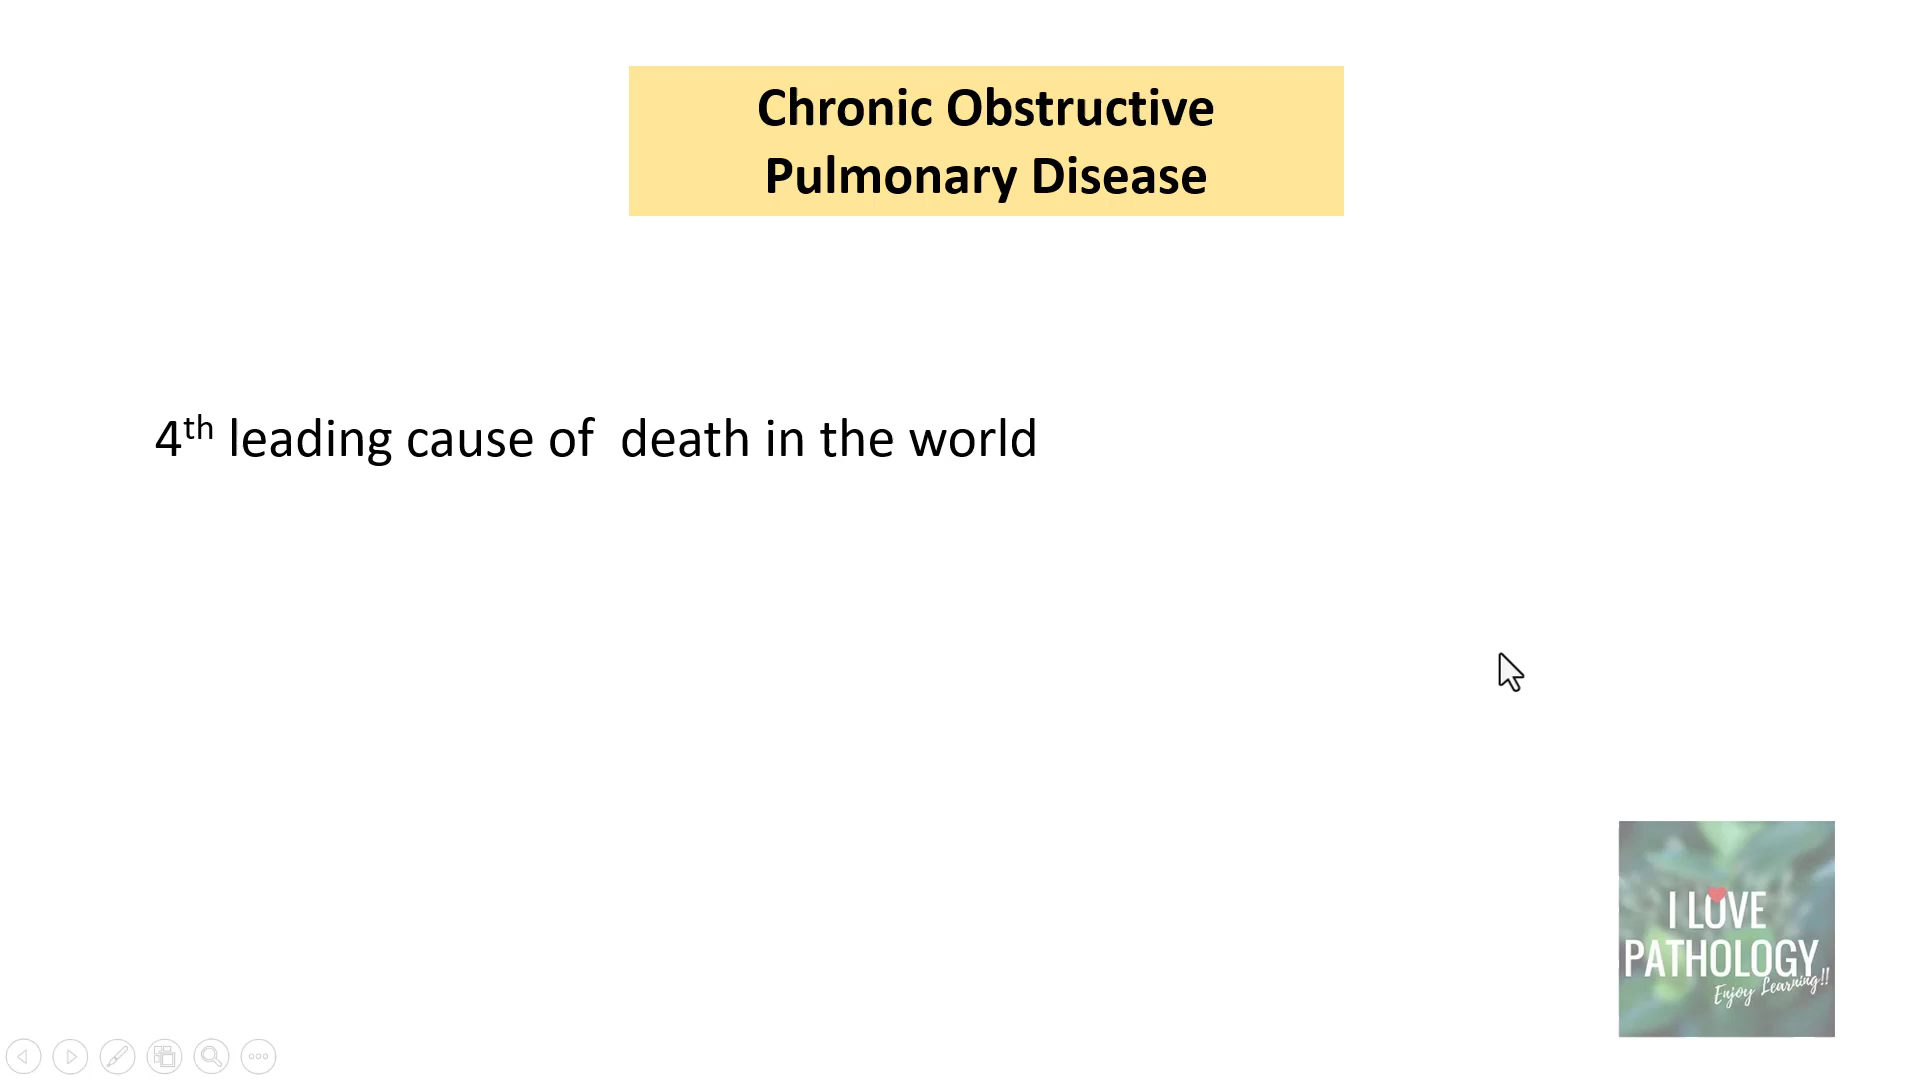 Chronic Obstructive
Pulmonary Disease
4th leading cause of death in the world
I LOVE
PATHOLOGY
Enjoy Learning!!